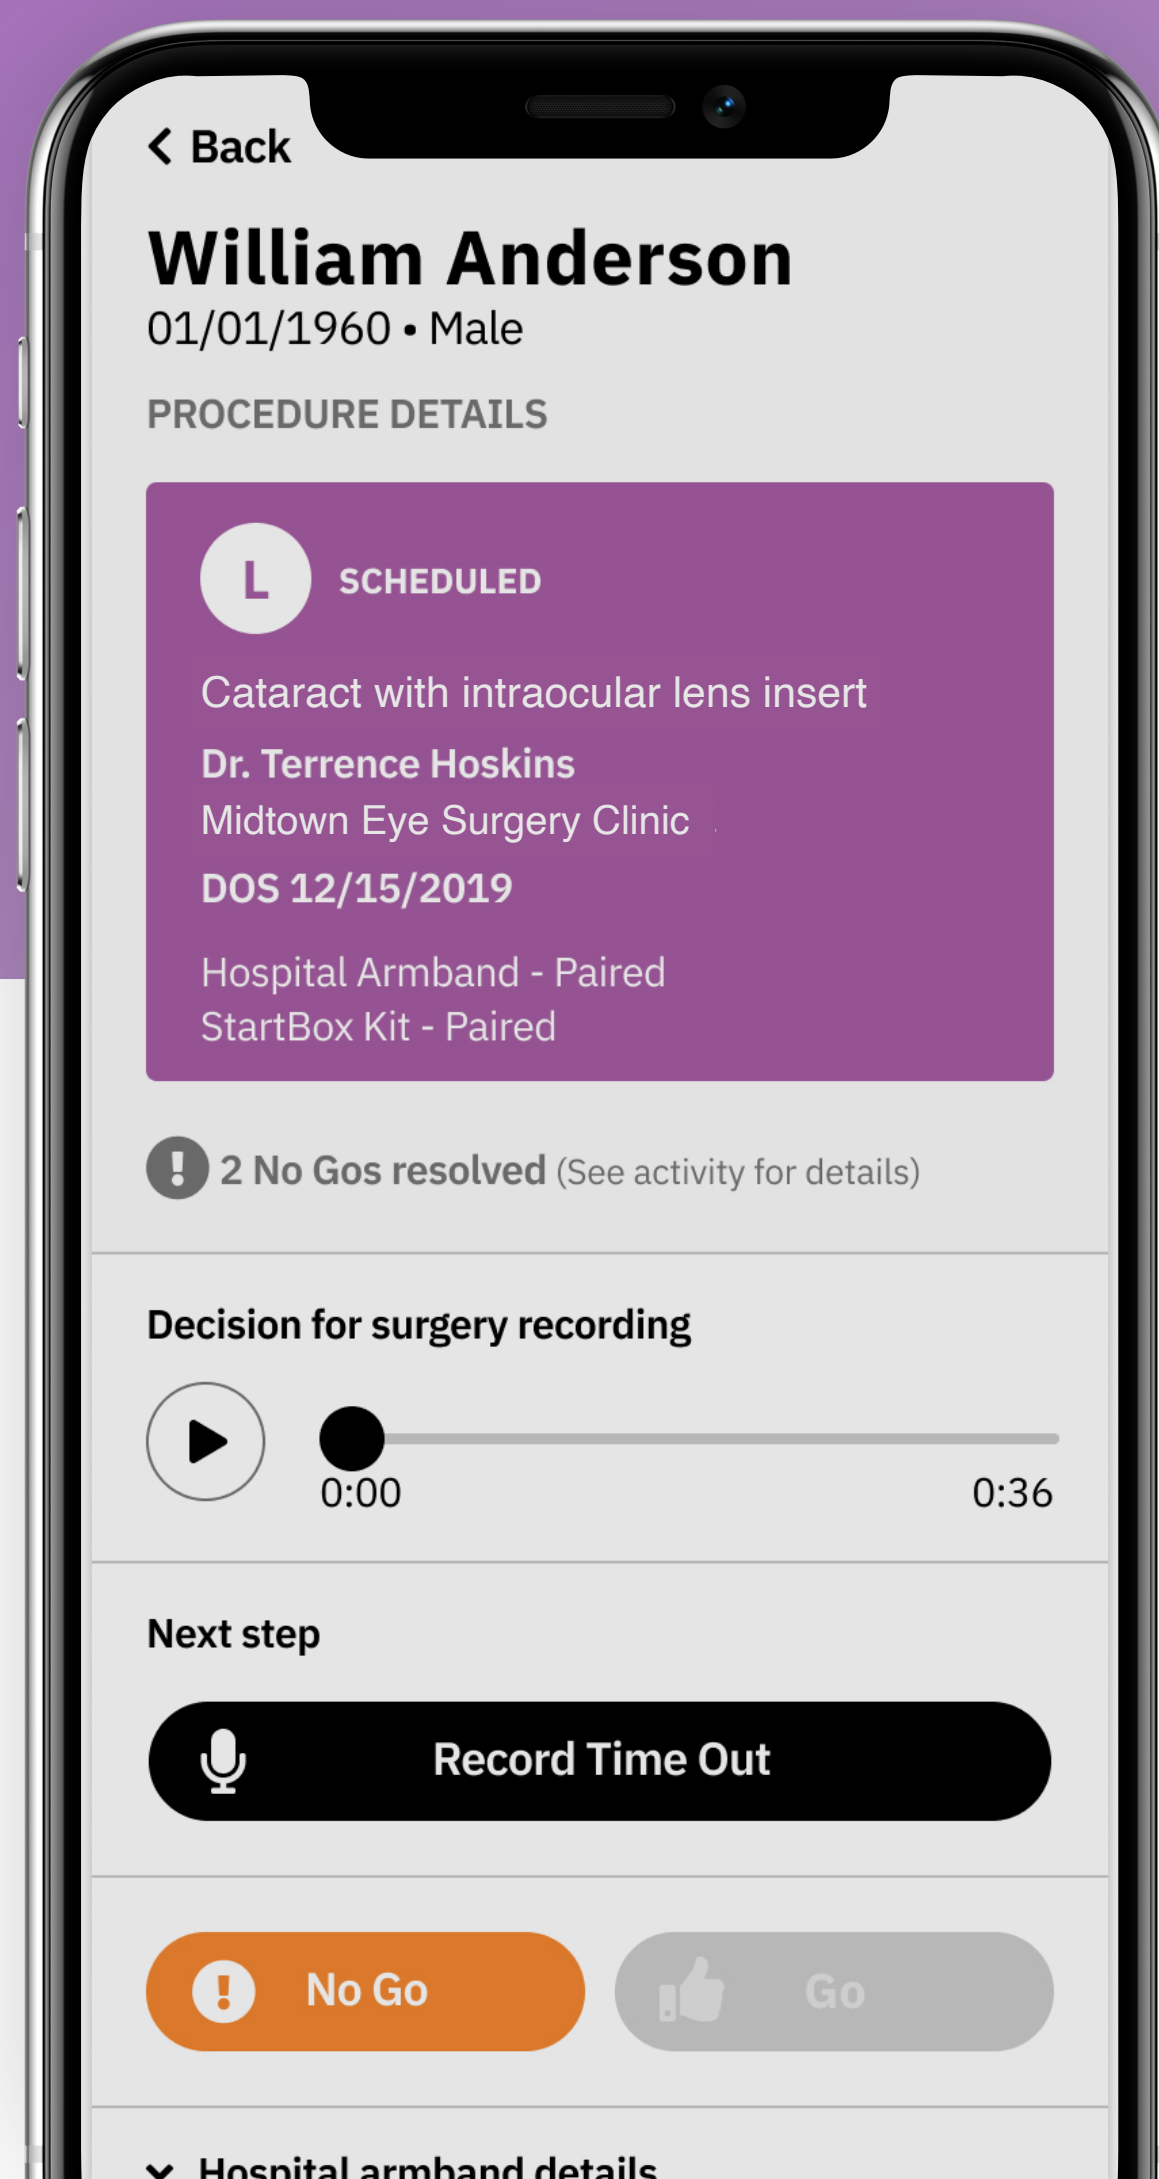 Back
William Anderson
01/01/1960 • Male
PROCEDURE DETAILS
L SCHEDULED
Cataract with intraocular lens insert
Dr. Terrence Hoskins
Midtown Eye Surgery Clinic
DOS 12/15/2019
Hospital Armband - Paired
StartBox Kit - Paired
! 2 No Gos resolved (See activity for details)
Decision for surgery recording
0:00 0:36
Next step
Record Time Out
! No Go Go
Hospital armband details